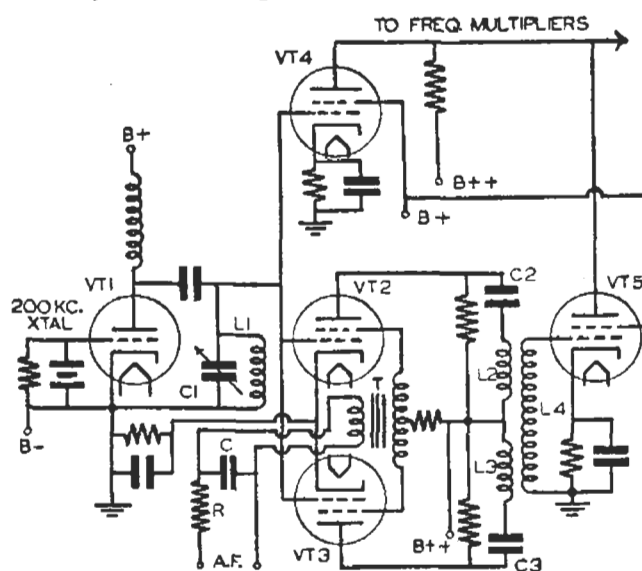 TO FREQ. MULTIPLIERS
VT4
B+
B++
B+
VT1
VT2
C2
VT5
200 KC.
XTAL
L1
C1
T
L2
L4
B-
C
L3
R
B++
A.F.
VT3
C3